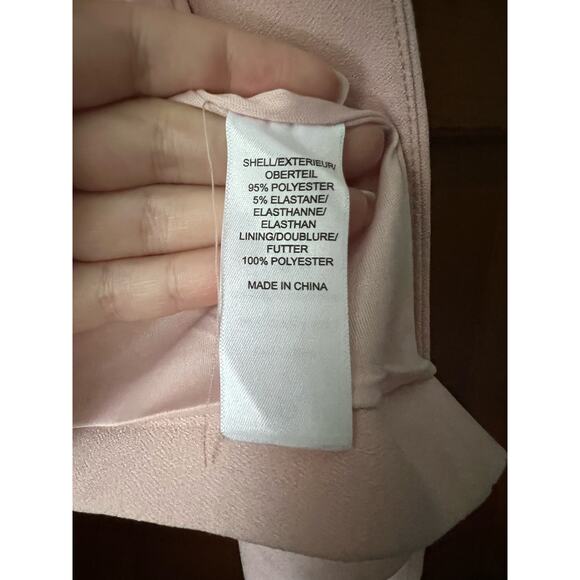 SHELL/EXTERIEUR/
OBERTEIL
95% POLYESTER
5% ELASTANE/
ELASTHANNE/
ELASTHAN
LINING/DOUBLURE/
FUTTER
100% POLYESTER
MADE IN CHINA